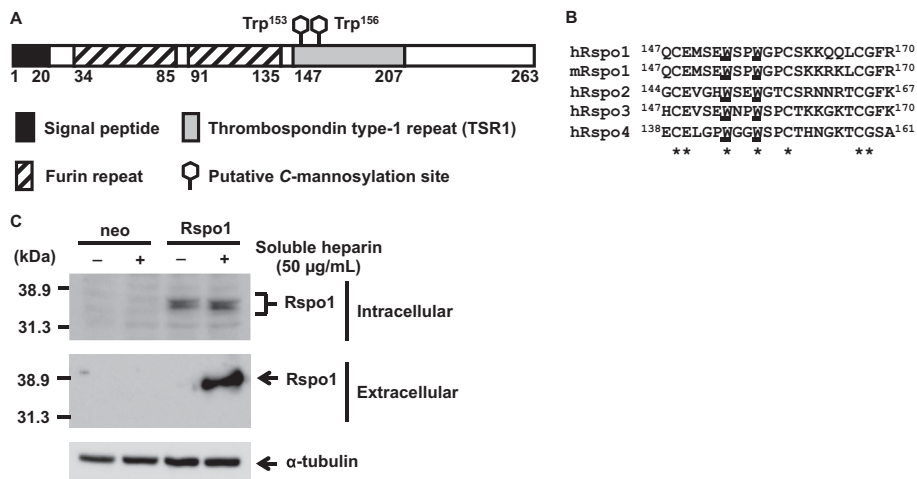 A
Trp153 Trp156
1 20 34 85 91 135 147 207 263
Signal peptide
Thrombospondin type-1 repeat (TSR1)
Furin repeat
Putative C-mannosylation site
B
hRspo1 147QCEMSEWSPWGPCSKKQQLCGFR170
mRspo1 147QCEMSEWSPWGPCSKKRKLCGFR170
hRspo2 144GCEVGHWSEWGTCSRNNRTCGFK167
hRspo3 147HCEVSEWNPWSPCTKKGKTCGFK170
hRspo4 138ECELGPWGGWSPCTHNGKTCGSA161
** * * * **
C
neo Rspo1
(kDa) – + – + Soluble heparin
(50 µg/mL)
38.9
Rspo1
Intracellular
31.3
38.9
Rspo1
Extracellular
31.3
α-tubulin